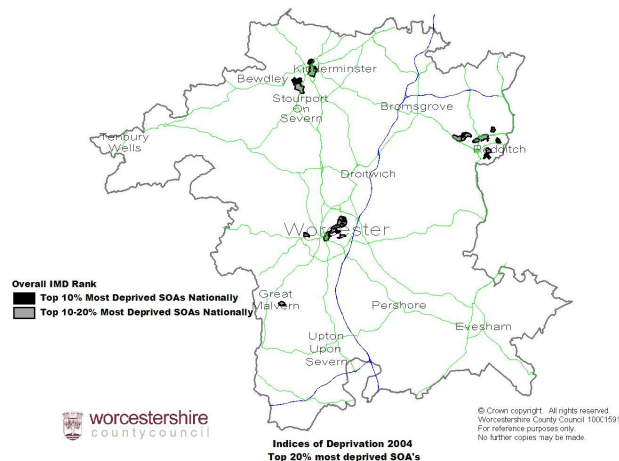 Kidderminster
Bewdley
Stourport
On
Severn
Bromsgrove
Tenbury
Wells
Redditch
Droitwich
Worcester
Overall IMD Rank
Top 10% Most Deprived SOAs Nationally
Top 10-20% Most Deprived SOAs Nationally
Great
Malvern
Pershore
Evesham
Upton
Upon
Severn
worcestershire
countycouncil
Indices of Deprivation 2004
Top 20% most deprived SOA's
© Crown copyright. All rights reserved.
Worcestershire County Council 10001591
For reference purposes only.
No further copies may be made.